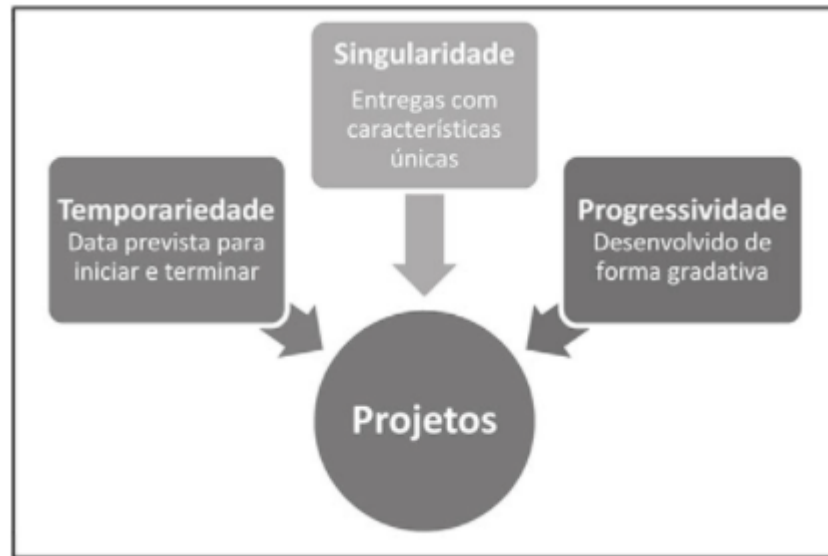 Singularidade
Entregas com
características
únicas
Temporariedade
Data prevista para
iniciar e terminar
Progressividade
Desenvolvido de
forma gradativa
Projetos